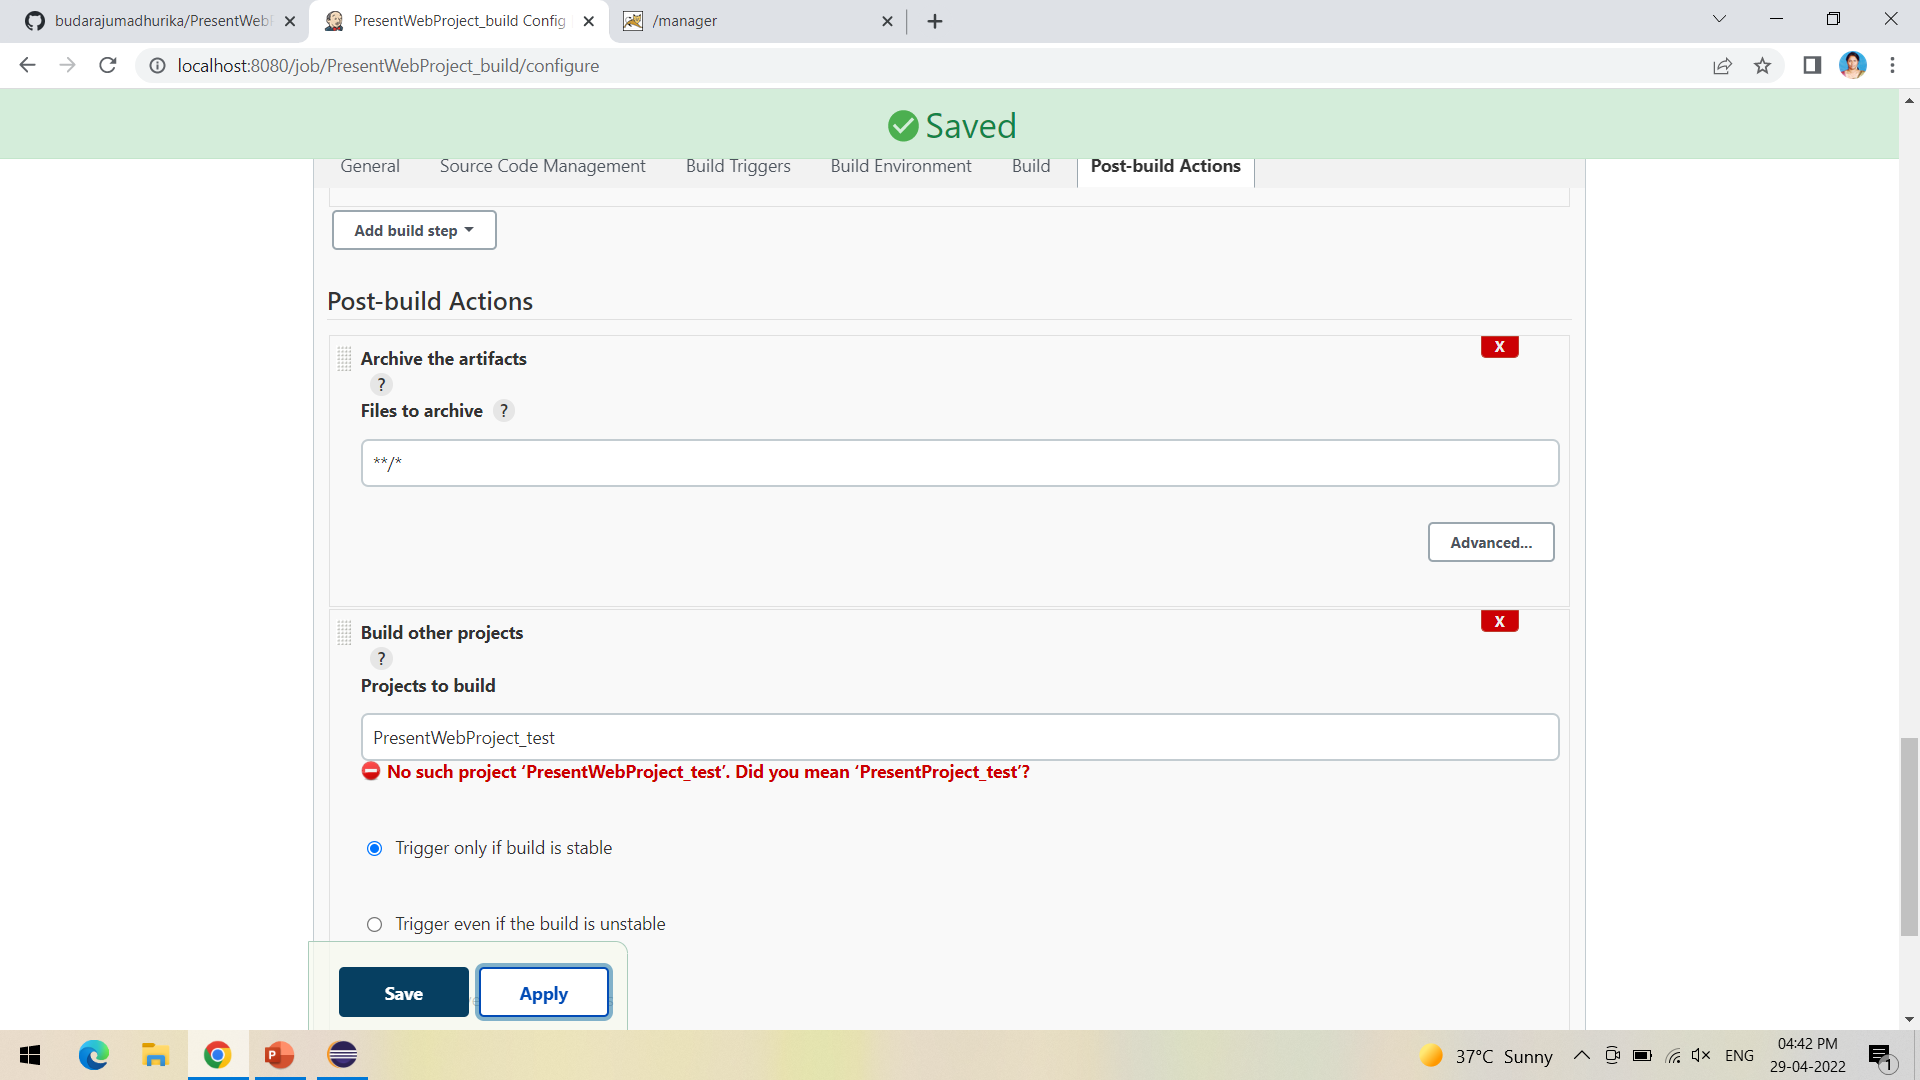 budarajumadhurika/PresentWebP
PresentWebProject_build Config
/manager
localhost:8080/job/PresentWebProject_build/configure
Saved
General
Source Code Management
Build Triggers
Build Environment
Build
Post-build Actions
Add build step
Post-build Actions
Archive the artifacts
X
?
Files to archive ?
**/*
Advanced...
Build other projects
X
?
Projects to build
PresentWebProject_test
No such project ‘PresentWebProject_test’. Did you mean ‘PresentProject_test’?
Trigger only if build is stable
Trigger even if the build is unstable
Save
Apply
37°C Sunny
ENG
04:42 PM
29-04-2022
1